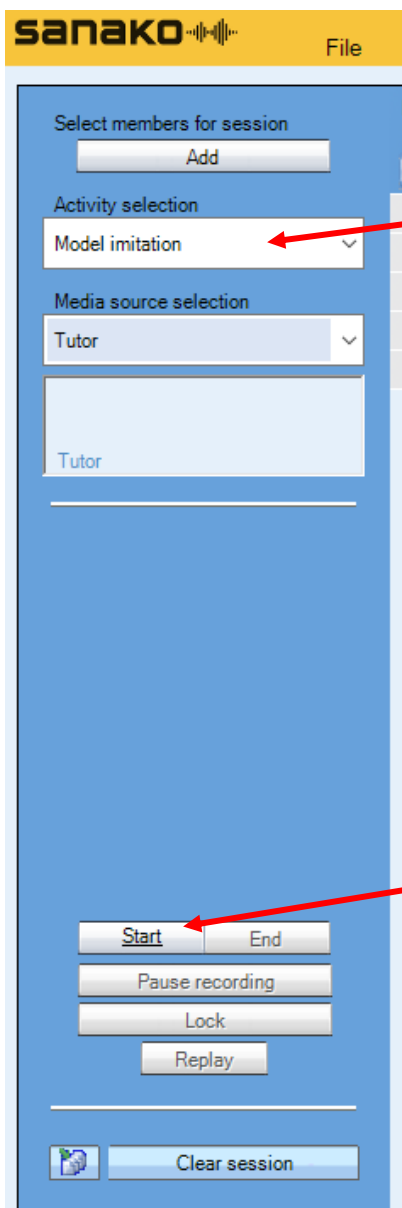 sanako
File
Select members for session
Add
Activity selection
Model imitation
Media source selection
Tutor
Tutor
Start End
Pause recording
Lock
Replay
Clear session